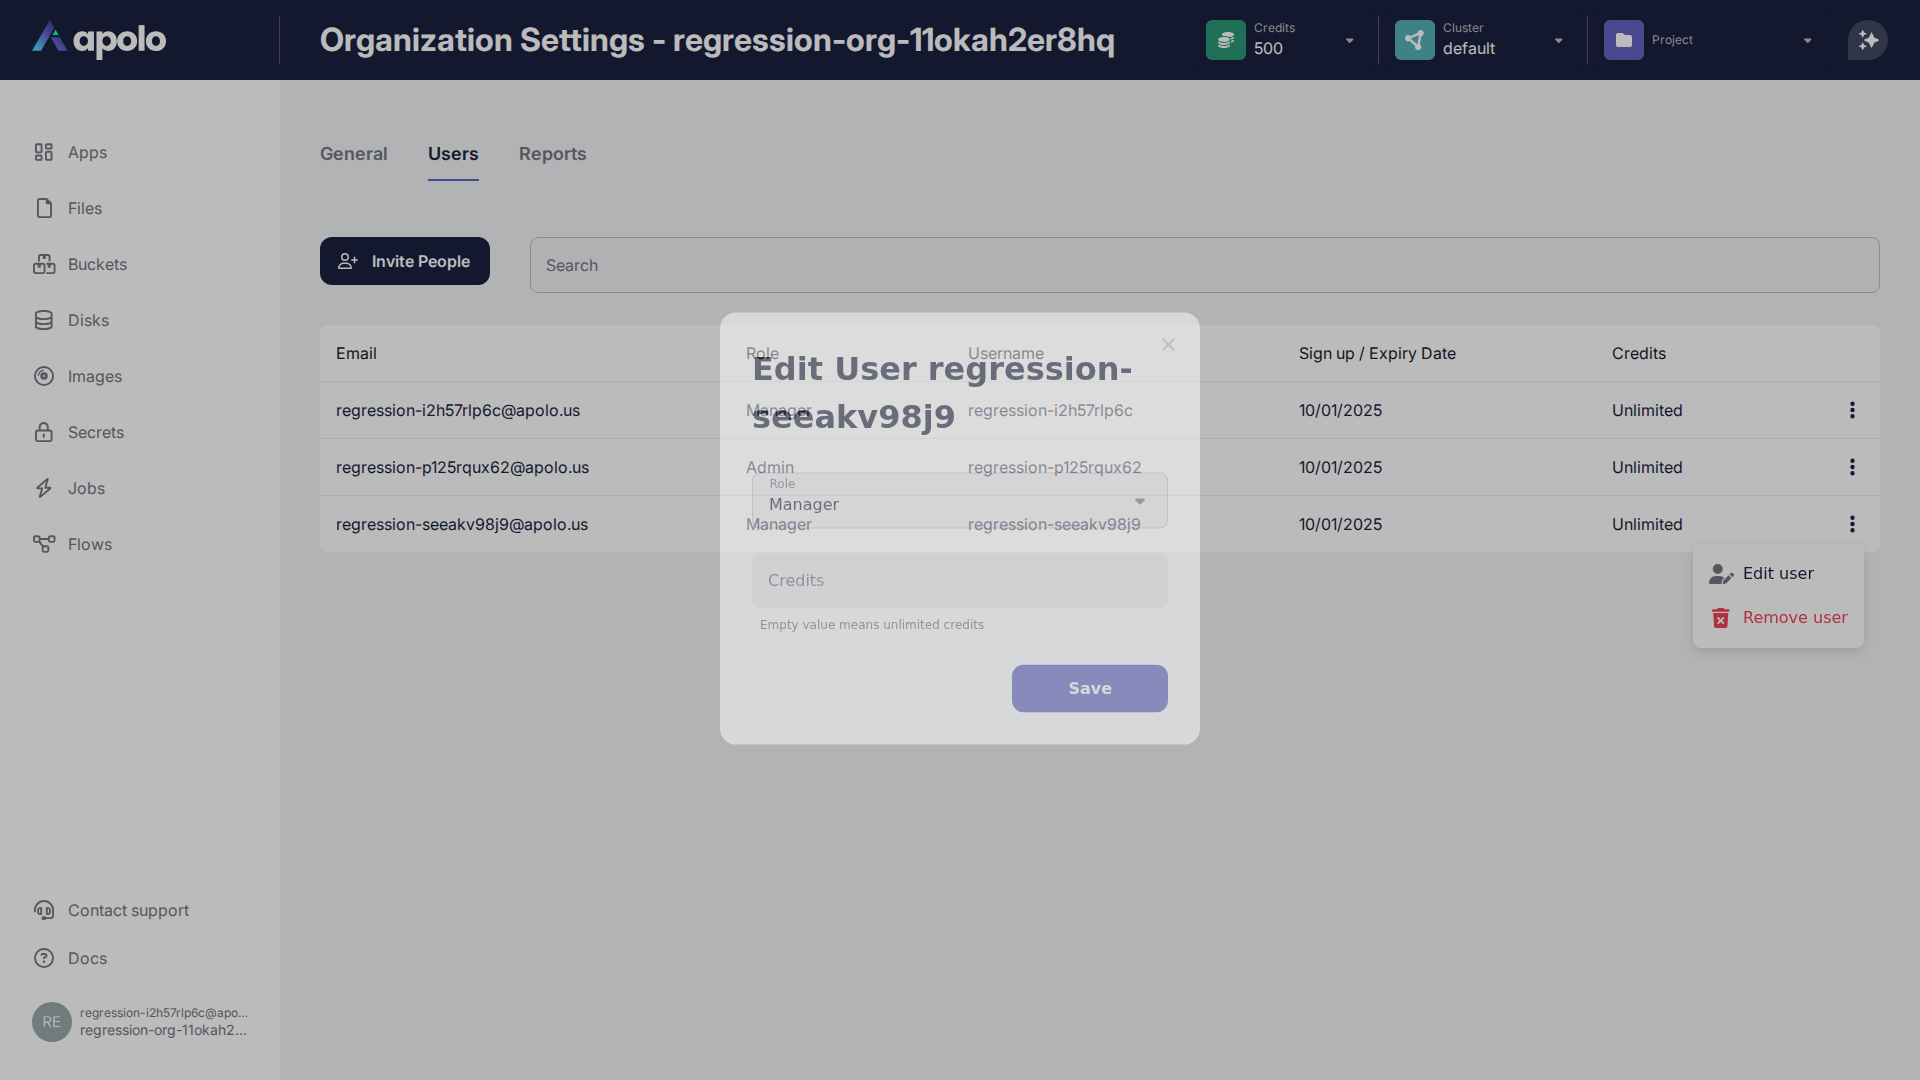 apolo
Organization Settings - regression-org-11okah2er8hq
Credits
500
Cluster
default
Project
Apps
Files
Buckets
Disks
Images
Secrets
Jobs
Flows
Contact support
Docs
RE
regression-i2h57rlp6c@apo...
regression-org-11okah2...
General
Users
Reports
Invite People
Search
Email
Role
Username
Sign up / Expiry Date
Credits
regression-i2h57rlp6c@apolo.us
Manager
regression-i2h57rlp6c
10/01/2025
Unlimited
regression-p125rqux62@apolo.us
Admin
regression-p125rqux62
10/01/2025
Unlimited
regression-seeakv98j9@apolo.us
Manager
regression-seeakv98j9
10/01/2025
Unlimited
Edit User regression-
seeakv98j9
Role
Manager
Credits
Empty value means unlimited credits
Save
Edit user
Remove user